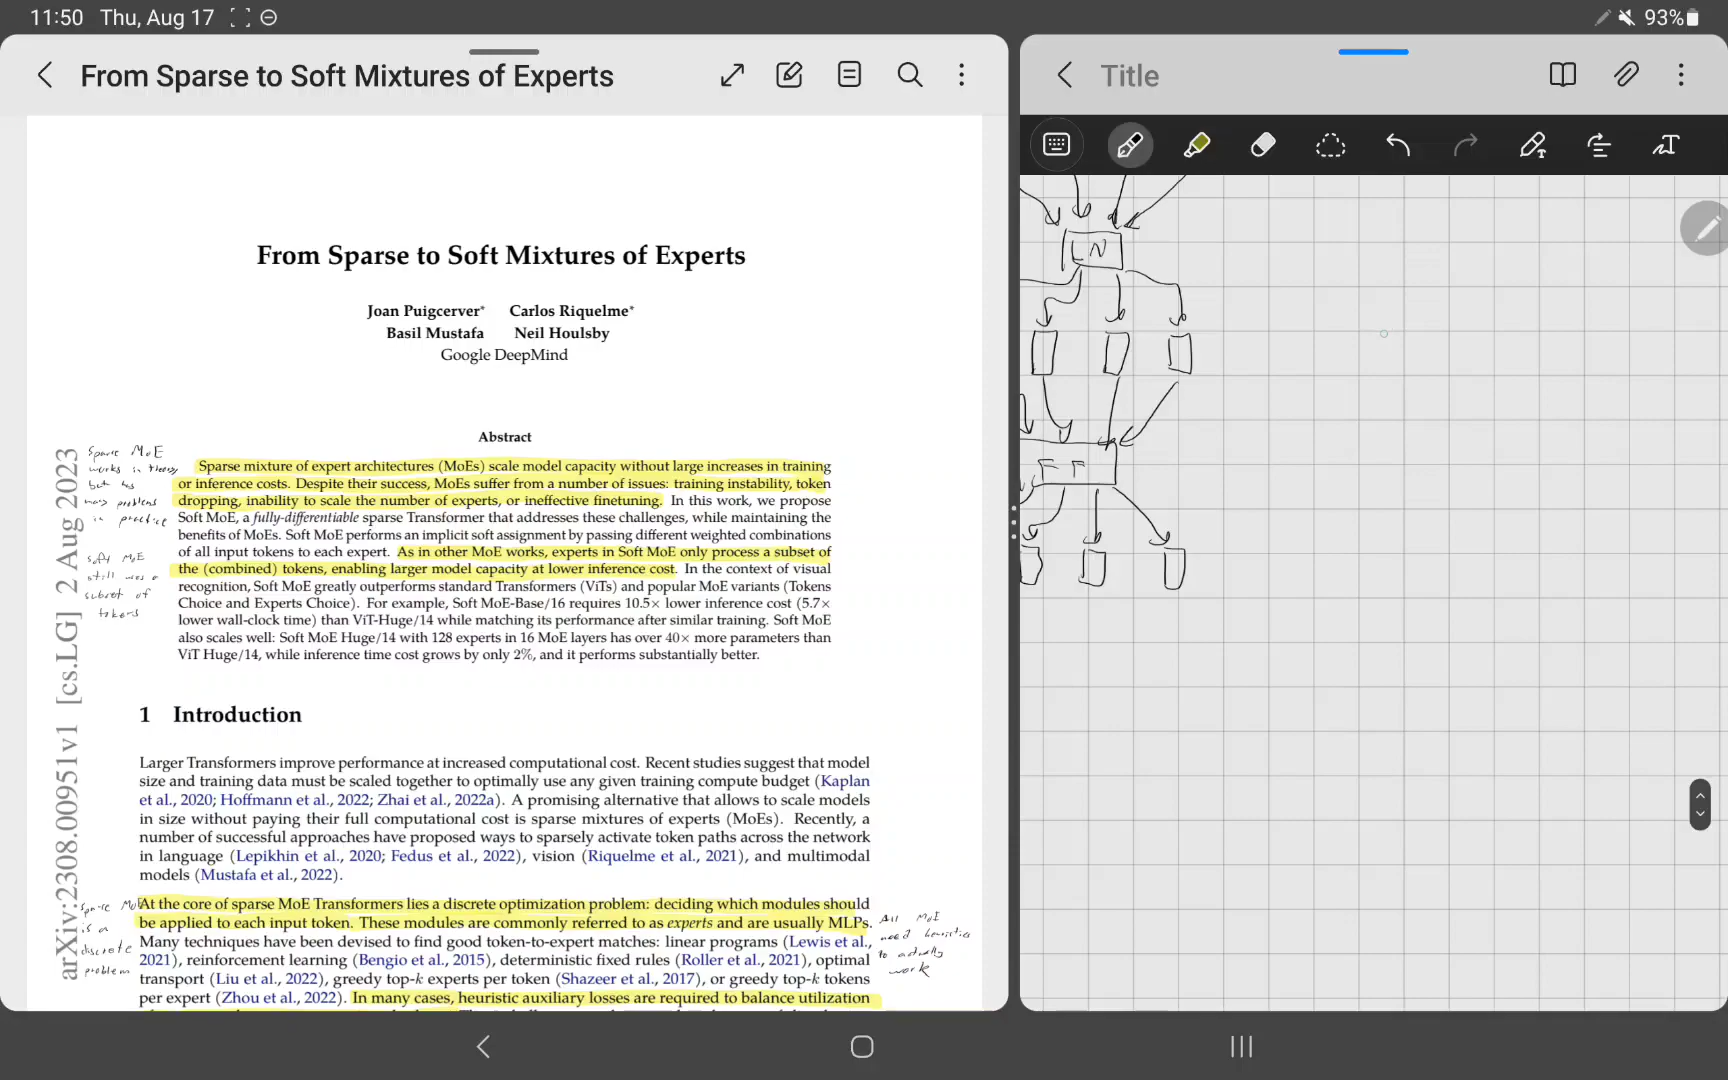 11:50 Thu, Aug 17
93%
From Sparse to Soft Mixtures of Experts
Title
From Sparse to Soft Mixtures of Experts
Joan Puigcerver* Carlos Riquelme*
Basil Mustafa Neil Houlsby
Google DeepMind
Abstract
Sparse mixture of expert architectures (MoEs) scale model capacity without large increases in training
or inference costs. Despite their success, MoEs suffer from a number of issues: training instability, token
dropping, inability to scale the number of experts, or ineffective finetuning. In this work, we propose
Soft MoE, a fully-differentiable sparse Transformer that addresses these challenges, while maintaining the
benefits of MoEs. Soft MoE performs an implicit soft assignment by passing different weighted combinations
of all input tokens to each expert. As in other MoE works, experts in Soft MoE only process a subset of
the (combined) tokens, enabling larger model capacity at lower inference cost. In the context of visual
recognition, Soft MoE greatly outperforms standard Transformers (ViTs) and popular MoE variants (Tokens
Choice and Experts Choice). For example, Soft MoE-Base/16 requires 10.5× lower inference cost (5.7×
lower wall-clock time) than ViT-Huge/14 while matching its performance after similar training. Soft MoE
also scales well: Soft MoE Huge/14 with 128 experts in 16 MoE layers has over 40× more parameters than
ViT Huge/14, while inference time cost grows by only 2%, and it performs substantially better.
Sparse MoE
works in theory
but has
many problems
in practice
soft MoE
still uses a
subset of
tokens
arXiv:2308.00951v1 [cs.LG] 2 Aug 2023
1 Introduction
Larger Transformers improve performance at increased computational cost. Recent studies suggest that model
size and training data must be scaled together to optimally use any given training compute budget (Kaplan
et al., 2020; Hoffmann et al., 2022; Zhai et al., 2022a). A promising alternative that allows to scale models
in size without paying their full computational cost is sparse mixtures of experts (MoEs). Recently, a
number of successful approaches have proposed ways to sparsely activate token paths across the network
in language (Lepikhin et al., 2020; Fedus et al., 2022), vision (Riquelme et al., 2021), and multimodal
models (Mustafa et al., 2022).
At the core of sparse MoE Transformers lies a discrete optimization problem: deciding which modules should
be applied to each input token. These modules are commonly referred to as experts and are usually MLPs.
Many techniques have been devised to find good token-to-expert matches: linear programs (Lewis et al.,
2021), reinforcement learning (Bengio et al., 2015), deterministic fixed rules (Roller et al., 2021), optimal
transport (Liu et al., 2022), greedy top-k experts per token (Shazeer et al., 2017), or greedy top-k tokens
per expert (Zhou et al., 2022). In many cases, heuristic auxiliary losses are required to balance utilization
Sparse MoE
is a
discrete
problem
All MoE
need heuristics
to actually
work
LN
FF